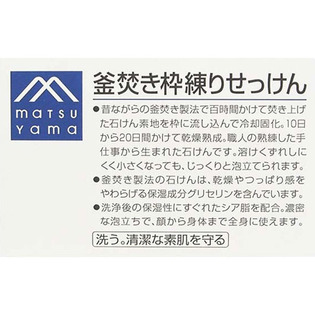 matsu
yama
釜焚き枠練りせっけん
●昔ながらの釜焚き製法で百時間かけて焚き上げ
た石けん素地を枠に流し込んで冷却固化。10日
から20日間かけて乾燥熟成。職人の熟練した手
仕事から生まれた石けんです。溶けくずれしに
くく小さくなっても、じっくりと泡立てられます。
●釜焚き製法の石けんは、乾燥やつっぱり感を
やわらげる保湿成分グリセリンを含んでいます。
●洗浄後の保湿性にすぐれたシア脂を配合。濃密
な泡立ちで、顔から身体まで全身に使えます。
洗う。清潔な素肌を守る